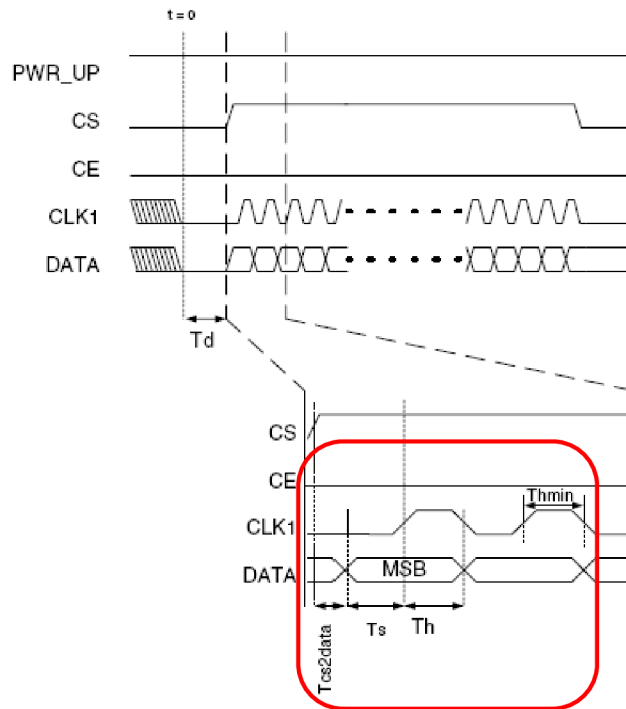 t = 0
PWR_UP
CS
CE
CLK1
DATA
Td
CS
CE
Thmin
CLK1
DATA
MSB
Ts
Th
Tcs2data